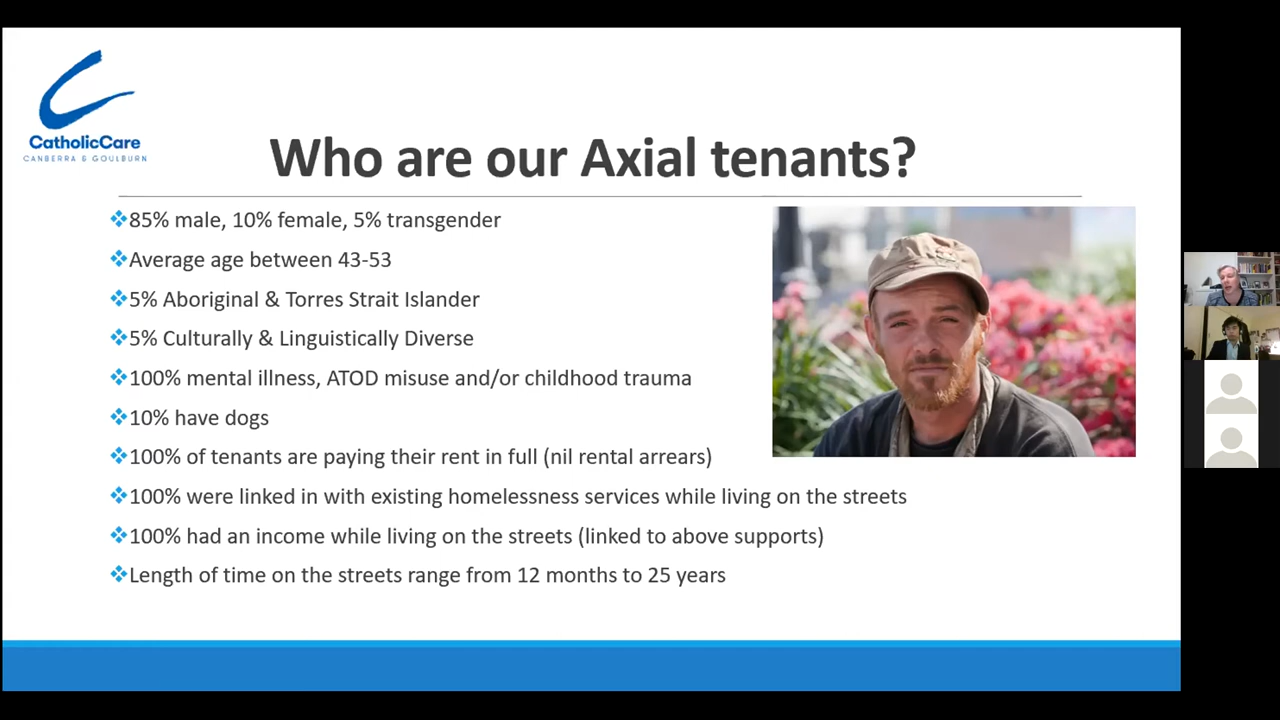 CatholicCare
CANBERRA & GOULBURN
Who are our Axial tenants?
85% male, 10% female, 5% transgender
Average age between 43-53
5% Aboriginal & Torres Strait Islander
5% Culturally & Linguistically Diverse
100% mental illness, ATOD misuse and/or childhood trauma
10% have dogs
100% of tenants are paying their rent in full (nil rental arrears)
100% were linked in with existing homelessness services while living on the streets
100% had an income while living on the streets (linked to above supports)
Length of time on the streets range from 12 months to 25 years